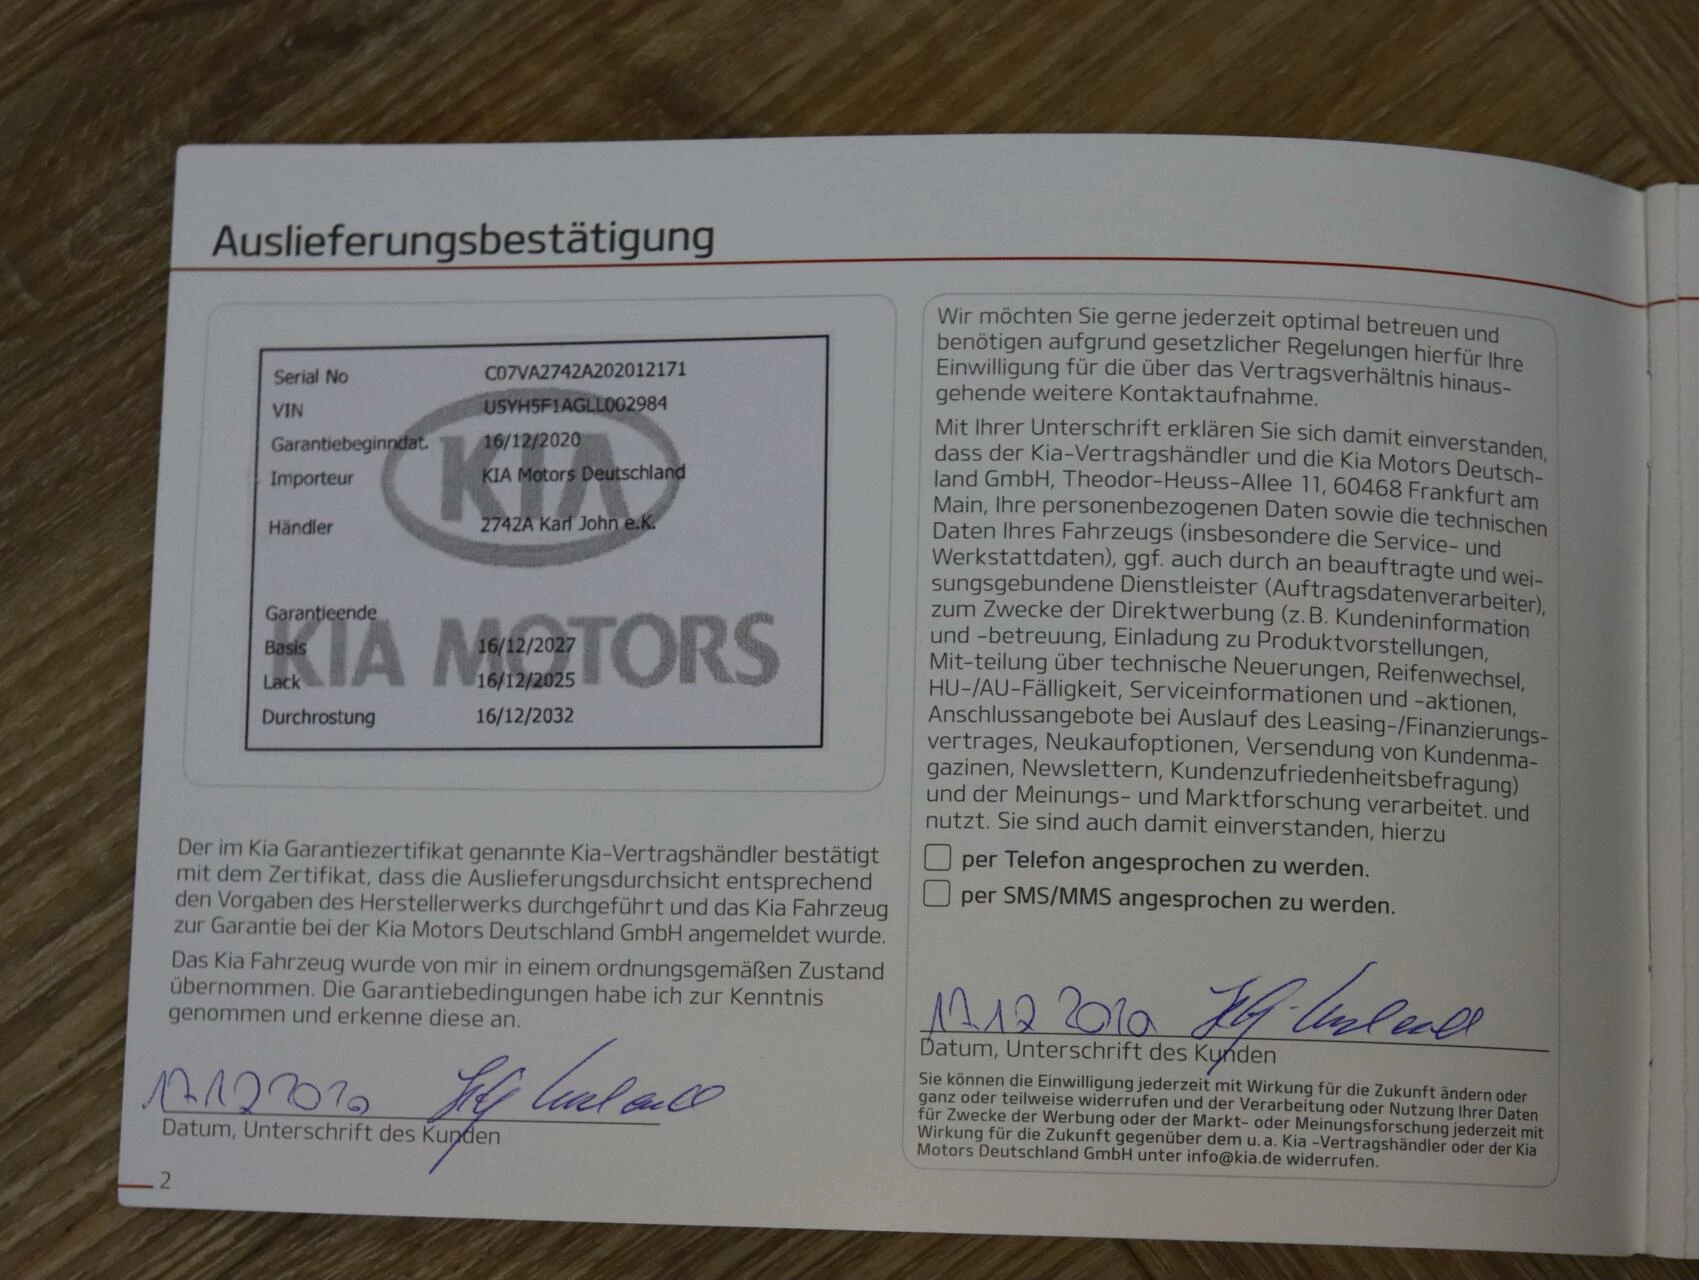 Auslieferungsbestätigung
Serial No C07VA2742A202012171
VIN U5YH5F1AGLL002984
Garantiebeginndat. 16/12/2020
Importeur KIA Motors Deutschland
Händler 2742A Karl John e.K.
KIA
Garantieende
KIA MOTORS
Basis 16/12/2027
Lack 16/12/2025
Durchrostung 16/12/2032
Der im Kia Garantiezertifikat genannte Kia-Vertragshändler bestätigt
mit dem Zertifikat, dass die Auslieferungsdurchsicht entsprechend
den Vorgaben des Herstellerwerks durchgeführt und das Kia Fahrzeug
zur Garantie bei der Kia Motors Deutschland GmbH angemeldet wurde.
Das Kia Fahrzeug wurde von mir in einem ordnungsgemäßen Zustand
übernommen. Die Garantiebedingungen habe ich zur Kenntnis
genommen und erkenne diese an.
17.12 2020
Datum, Unterschrift des Kunden
2
Wir möchten Sie gerne jederzeit optimal betreuen und
benötigen aufgrund gesetzlicher Regelungen hierfür Ihre
Einwilligung für die über das Vertragsverhältnis hinaus-
gehende weitere Kontaktaufnahme.
Mit Ihrer Unterschrift erklären Sie sich damit einverstanden,
dass der Kia-Vertragshändler und die Kia Motors Deutsch-
land GmbH, Theodor-Heuss-Allee 11, 60468 Frankfurt am
Main, Ihre personenbezogenen Daten sowie die technischen
Daten Ihres Fahrzeugs (insbesondere die Service- und
Werkstattdaten), ggf. auch durch an beauftragte und wei-
sungsgebundene Dienstleister (Auftragsdatenverarbeiter),
zum Zwecke der Direktwerbung (z. B. Kundeninformation
und -betreuung, Einladung zu Produktvorstellungen,
Mit-teilung über technische Neuerungen, Reifenwechsel,
HU-/AU-Fälligkeit, Serviceinformationen und -aktionen,
Anschlussangebote bei Auslauf des Leasing-/Finanzierungs-
vertrages, Neukaufoptionen, Versendung von Kundenma-
gazinen, Newslettern, Kundenzufriedenheitsbefragung)
und der Meinungs- und Marktforschung verarbeitet. und
nutzt. Sie sind auch damit einverstanden, hierzu
per Telefon angesprochen zu werden.
per SMS/MMS angesprochen zu werden.
17.12 2020
Datum, Unterschrift des Kunden
Sie können die Einwilligung jederzeit mit Wirkung für die Zukunft ändern oder
ganz oder teilweise widerrufen und der Verarbeitung oder Nutzung Ihrer Daten
für Zwecke der Werbung oder der Markt- oder Meinungsforschung jederzeit mit
Wirkung für die Zukunft gegenüber dem u. a. Kia -Vertragshändler oder der Kia
Motors Deutschland GmbH unter info@kia.de widerrufen.